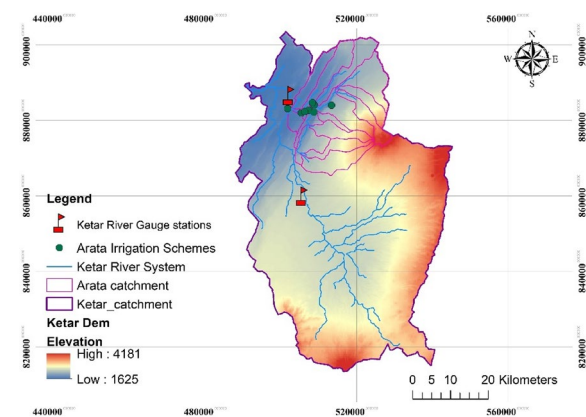 440000 480000 520000 560000
900000 900000
N
W E
S
880000 880000
860000 860000
Legend
Ketar River Gauge stations
Arata Irrigation Schemes
Ketar River System
Arata catchment
Ketar_catchment
840000 840000
Ketar Dem
Elevation
High : 4181
Low : 1625
820000 820000
0 5 10 20 Kilometers
440000 480000 520000 560000